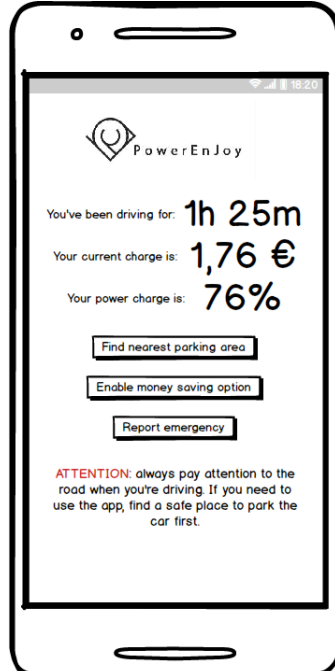 18:20
PowerEnJoy
You've been driving for: 1h 25m
Your current charge is: 1,76 €
Your power charge is: 76%
Find nearest parking area
Enable money saving option
Report emergency
ATTENTION: always pay attention to the
road when you're driving. If you need to
use the app, find a safe place to park the
car first.